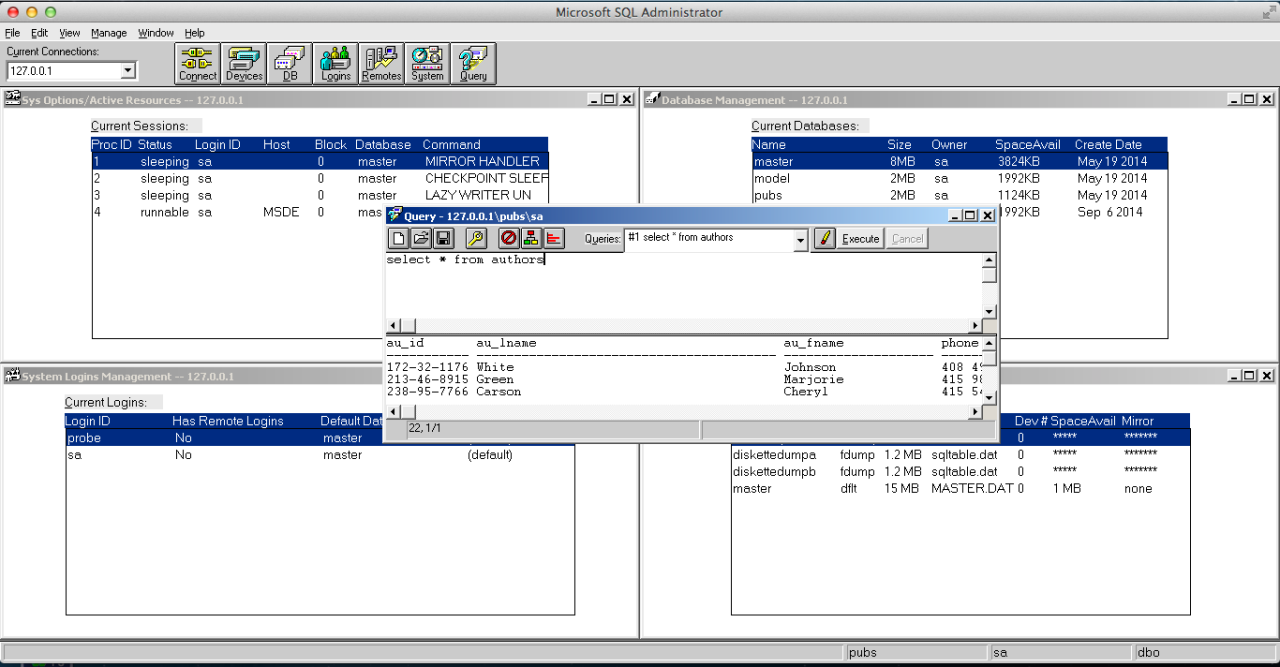 Microsoft SQL Administrator
File Edit View Manage Window Help
Current Connections:
127.0.0.1
Connect Devices DB Logins Remotes System Query
Sys Options/Active Resources -- 127.0.0.1
Current Sessions:
Proc ID Status Login ID Host Block Database Command
1 sleeping sa 0 master MIRROR HANDLER
2 sleeping sa 0 master CHECKPOINT SLEEP
3 sleeping sa 0 master LAZY WRITER UN
4 runnable sa MSDE 0 mas
Database Management -- 127.0.0.1
Current Databases:
Name Size Owner SpaceAvail Create Date
master 8MB sa 3824KB May 19 2014
model 2MB sa 1992KB May 19 2014
pubs 2MB sa 1124KB May 19 2014
1992KB Sep 6 2014
Query - 127.0.0.1\pubs\sa
Queries: #1 select * from authors Execute Cancel
select * from authors
au_id au_lname au_fname phone
----------- ---------------------------------------- -------------------- -----
172-32-1176 White Johnson 408 49
213-46-8915 Green Marjorie 415 98
238-95-7766 Carson Cheryl 415 54
22, 1/1
System Logins Management -- 127.0.0.1
Current Logins:
Login ID Has Remote Logins Default Dat
probe No master
sa No master (default)
Dev # SpaceAvail Mirror
0 ***** *******
diskettedumpa fdump 1.2 MB sqltable.dat 0 ***** *******
diskettedumpb fdump 1.2 MB sqltable.dat 0 ***** *******
master dflt 15 MB MASTER.DAT 0 1 MB none
pubs sa dbo